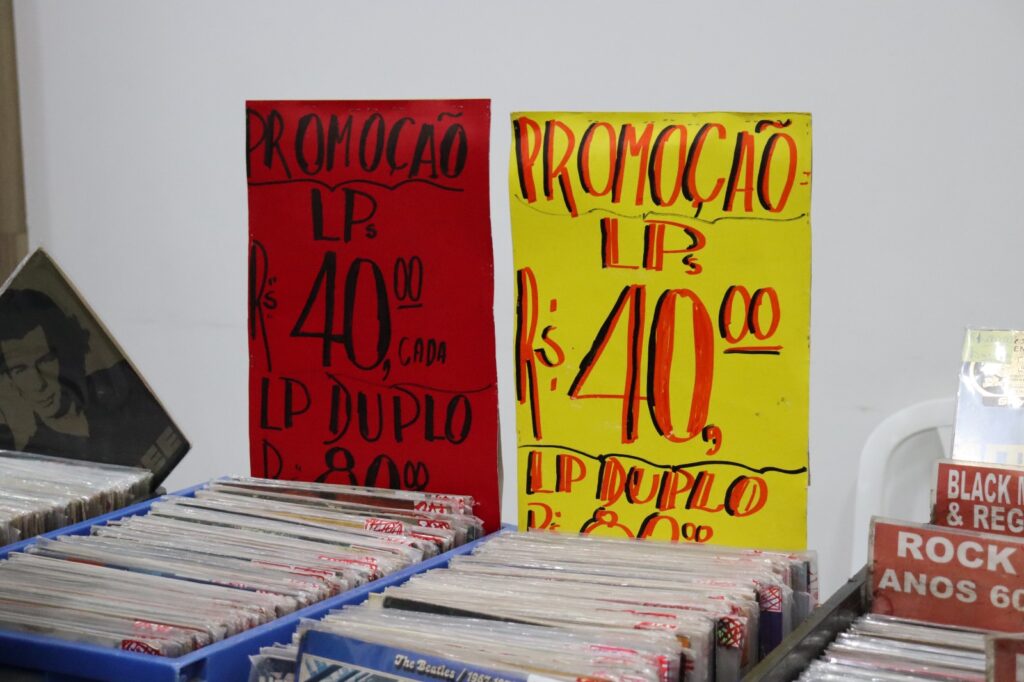 PROMOÇÃO
LPs
R$ 40,00
CADA
LP DUPLO
R$ 80,00
PROMOÇÃO
LPs
R$ 40,00
LP DUPLO
R$ 80,00
BLACK M
& REG
ROCK
ANOS 60
The Beatles / 1967-